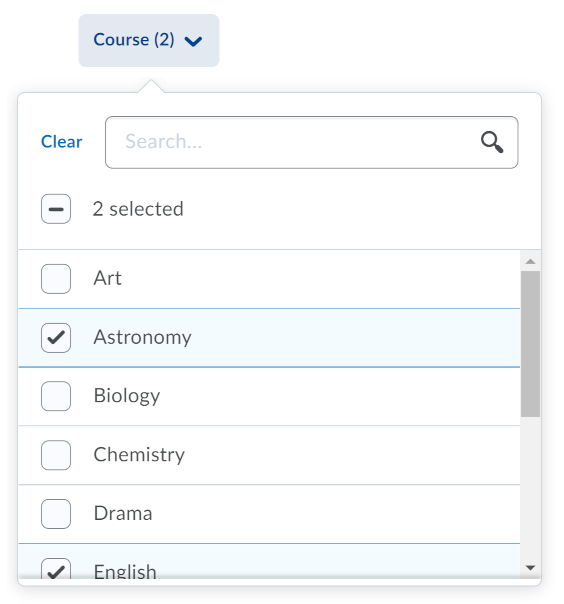 Course (2)
Clear Search...
2 selected
Art
Astronomy
Biology
Chemistry
Drama
English